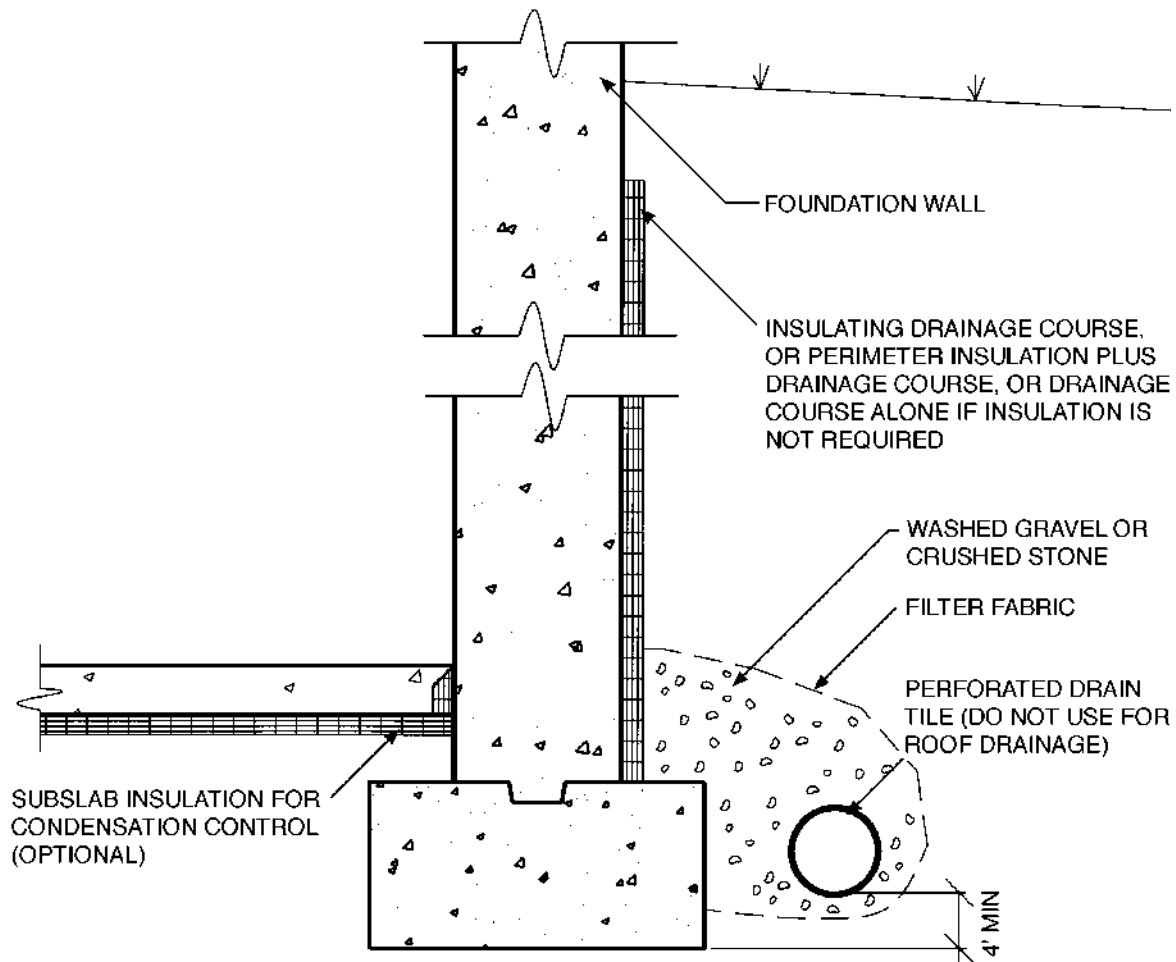 FOUNDATION WALL
INSULATING DRAINAGE COURSE,
OR PERIMETER INSULATION PLUS
DRAINAGE COURSE, OR DRAINAGE
COURSE ALONE IF INSULATION IS
NOT REQUIRED
WASHED GRAVEL OR
CRUSHED STONE
FILTER FABRIC
PERFORATED DRAIN
TILE (DO NOT USE FOR
ROOF DRAINAGE)
SUBSLAB INSULATION FOR
CONDENSATION CONTROL
(OPTIONAL)
4' MIN